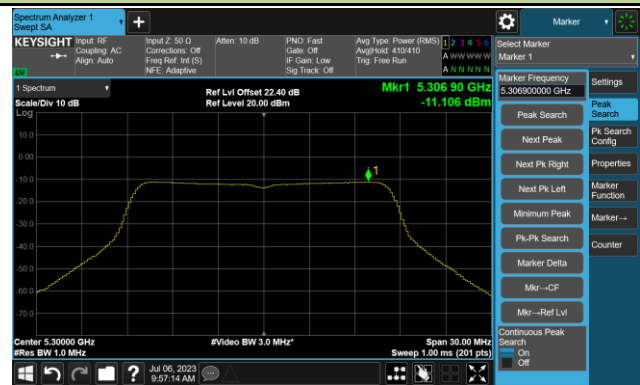 Spectrum Analyzer 1
Swept SA
Marker
KEYSIGHT
Input: RF
Coupling: AC
Align: Auto
Input Z: 50 Ω
Corrections: Off
Freq Ref: Int (S)
NFE: Adaptive
Atten: 10 dB
PNO: Fast
Gate: Off
IF Gain: Low
Sig Track: Off
Avg Type: Power (RMS)
Avg|Hold: 410/410
Trig: Free Run
1 2 3 4 5 6
A W W W W W
A N N N N N
Select Marker
Marker 1
1 Spectrum
Scale/Div 10 dB
Log
Ref Lvl Offset 22.40 dB
Ref Level 20.00 dBm
Mkr1 5.306 90 GHz
-11.106 dBm
10.0
0.00
-10.0
-20.0
-30.0
-40.0
-50.0
-60.0
-70.0
1
Center 5.30000 GHz
#Res BW 1.0 MHz
#Video BW 3.0 MHz*
Span 30.00 MHz
Sweep 1.00 ms (201 pts)
Marker Frequency
5.306900000 GHz
Peak Search
Next Peak
Next Pk Right
Next Pk Left
Minimum Peak
Pk-Pk Search
Marker Delta
Mkr→CF
Mkr→Ref Lvl
Continuous Peak
Search
On
Off
Settings
Peak
Search
Pk Search
Config
Properties
Marker
Function
Marker→
Counter
Jul 06, 2023
9:57:14 AM